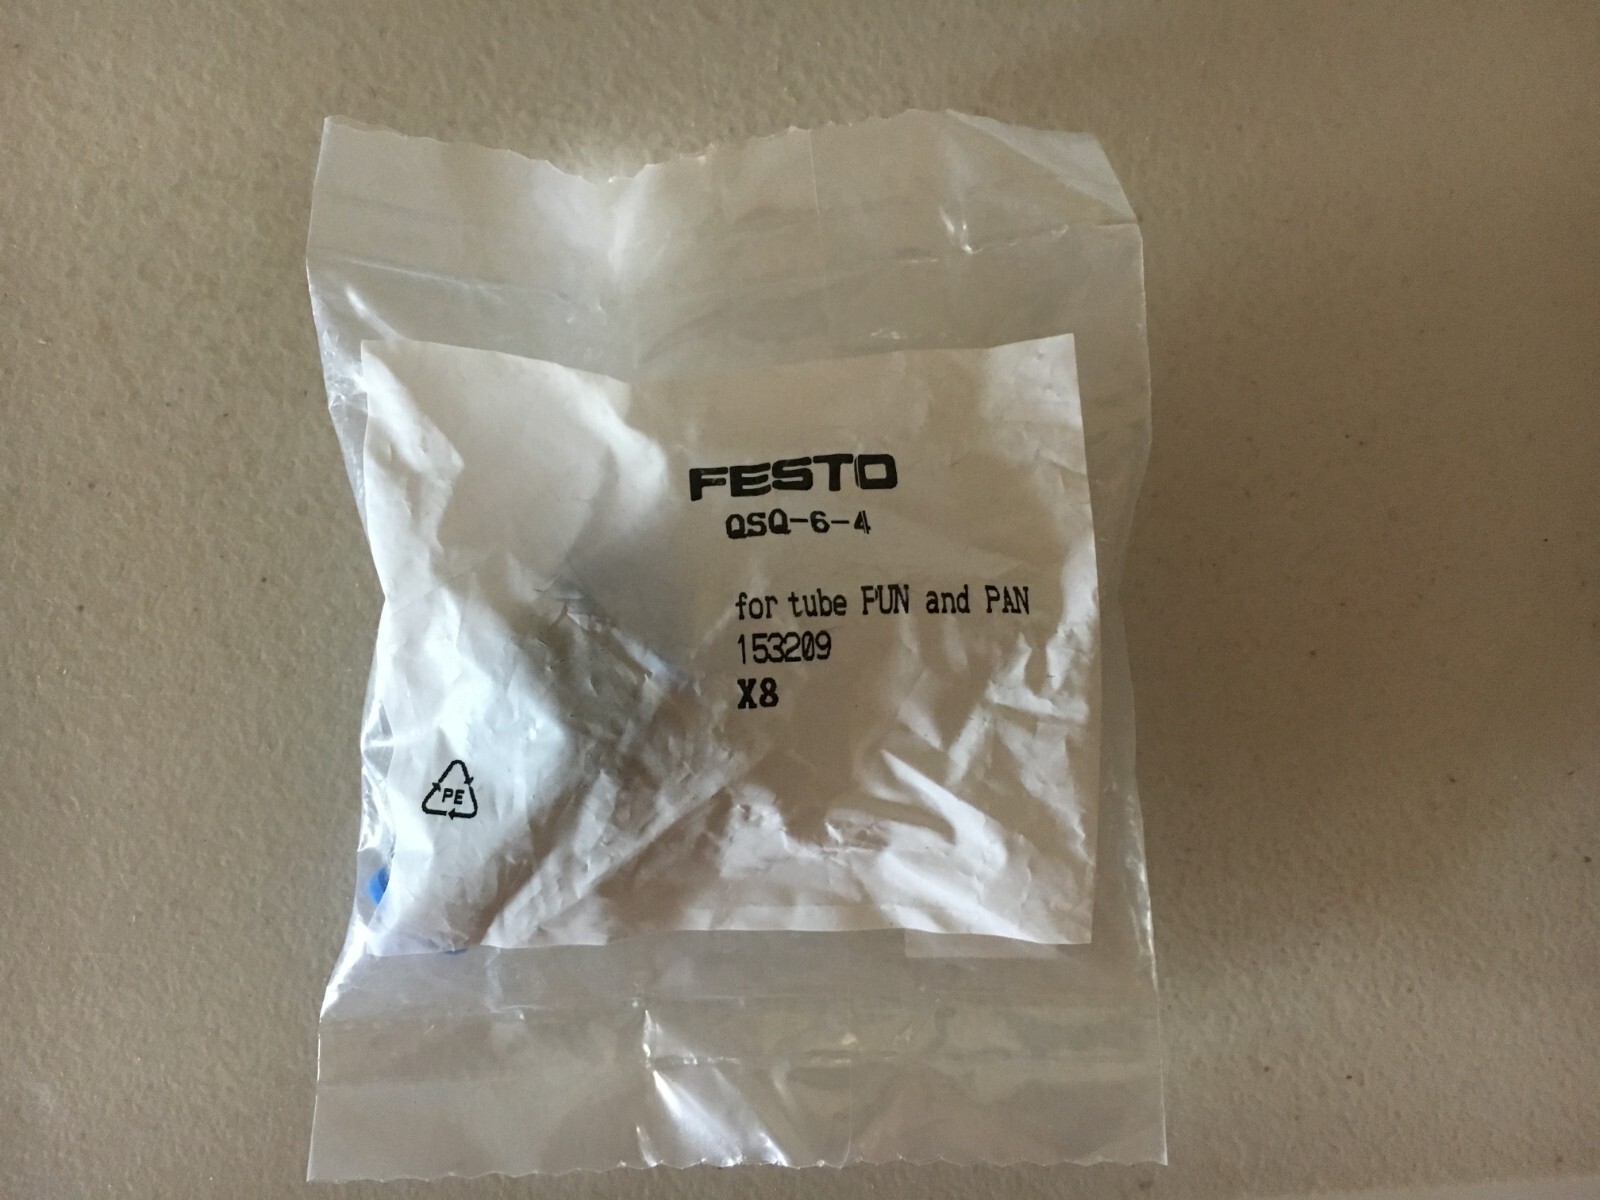 FESTO
QSQ-6-4
for tube PUN and PAN
153209
X8
PE